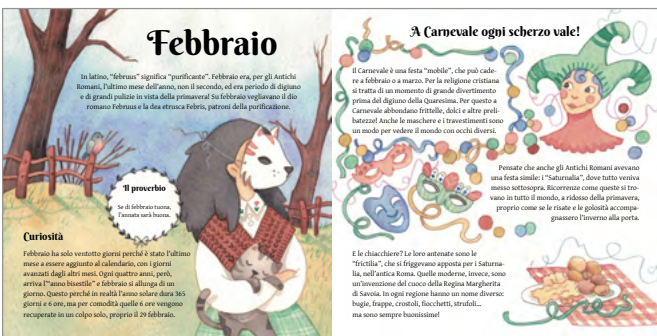 Febbraio
In latino, "februus" significa "purificante". Febbraio era, per gli Antichi
Romani, l'ultimo mese dell'anno, non il secondo, ed era periodo di digiuno
e di grandi pulizie in vista della primavera! Su febbraio vegliavano il dio
romano Februus e la dea etrusca Febris, patroni della purificazione.
Il proverbio
Se di febbraio tuona,
l'annata sarà buona.
Curiosità
Febbraio ha solo ventotto giorni perché è stato l'ultimo
mese a essere aggiunto al calendario, con i giorni
avanzati dagli altri mesi. Ogni quattro anni, però,
arriva l'"anno bisestile" e febbraio si allunga di un
giorno. Questo perché in realtà l'anno solare dura 365
giorni e 6 ore, ma per comodità quelle 6 ore vengono
recuperate in un colpo solo, proprio il 29 febbraio.
A Carnevale ogni scherzo vale!
Il Carnevale è una festa "mobile", che può cade-
re a febbraio o a marzo. Per la religione cristiana
si tratta di un momento di grande divertimento
prima del digiuno della Quaresima. Per questo a
Carnevale abbondano frittelle, dolci e altre preli-
batezze! Anche le maschere e i travestimenti sono
un modo per vedere il mondo con occhi diversi.
Pensate che anche gli Antichi Romani avevano
una festa simile: i "Saturnalia", dove tutto veniva
messo sottosopra. Ricorrenze come queste si tro-
vano in tutto il mondo, a ridosso della primavera,
proprio come se le risate e le golosità accompa-
gnassero l'inverno alla porta.
E le chiacchiere? Le loro antenate sono le
"frictilia", che si friggevano apposta per i Saturna-
lia, nell'antica Roma. Quelle moderne, invece, sono
un'invenzione del cuoco della Regina Margherita
di Savoia. In ogni regione hanno un nome diverso:
bugie, frappe, crostoli, fiocchetti, strufoli...
ma sono sempre buonissime!